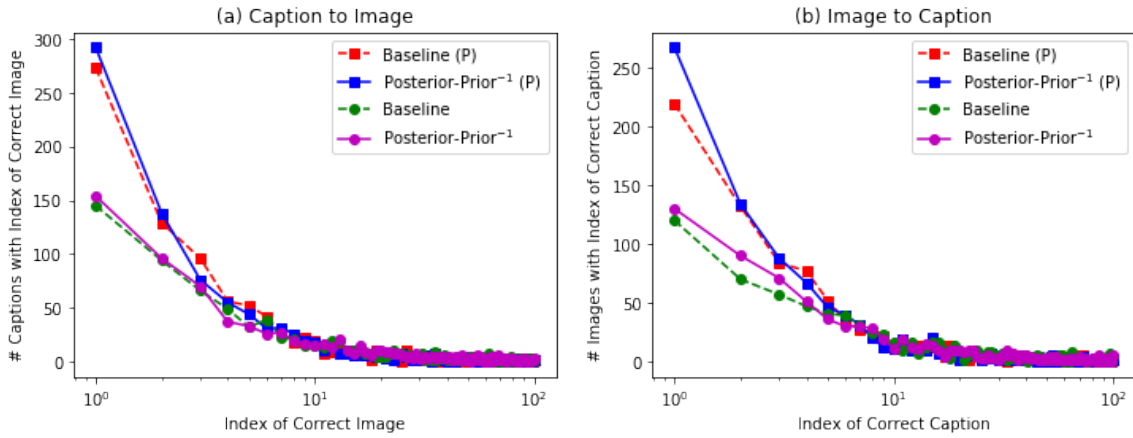 (a) Caption to Image
# Captions with Index of Correct Image
300
250
200
150
100
50
0
Baseline (P)
Posterior-Prior⁻¹ (P)
Baseline
Posterior-Prior⁻¹
10⁰ 10¹ 10²
Index of Correct Image
(b) Image to Caption
# Images with Index of Correct Caption
250
200
150
100
50
0
Baseline (P)
Posterior-Prior⁻¹ (P)
Baseline
Posterior-Prior⁻¹
10⁰ 10¹ 10²
Index of Correct Caption